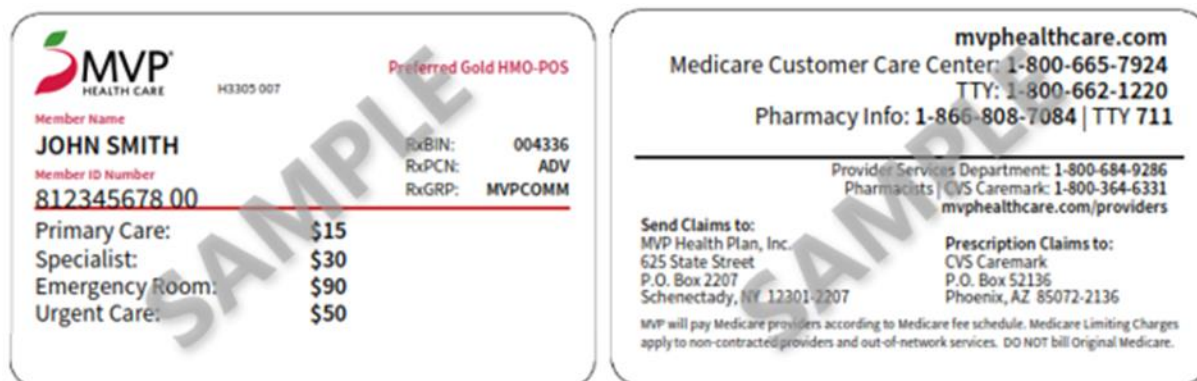 MVP
HEALTH CARE
H3305 007
Preferred Gold HMO-POS
Member Name
JOHN SMITH
Member ID Number
812345678 00
RxBIN: 004336
RxPCN: ADV
RxGRP: MVPCOMM
Primary Care: $15
Specialist: $30
Emergency Room: $90
Urgent Care: $50
SAMPLE
mvphealthcare.com
Medicare Customer Care Center: 1-800-665-7924
TTY: 1-800-662-1220
Pharmacy Info: 1-866-808-7084 | TTY 711
Provider Services Department: 1-800-684-9286
Pharmacists | CVS Caremark: 1-800-364-6331
mvphealthcare.com/providers
Send Claims to:
MVP Health Plan, Inc.
625 State Street
P.O. Box 2207
Schenectady, NY 12301-2207
Prescription Claims to:
CVS Caremark
P.O. Box 52136
Phoenix, AZ 85072-2136
MVP will pay Medicare providers according to Medicare fee schedule. Medicare Limiting Charges
apply to non-contracted providers and out-of-network services. DO NOT bill Original Medicare.
SAMPLE